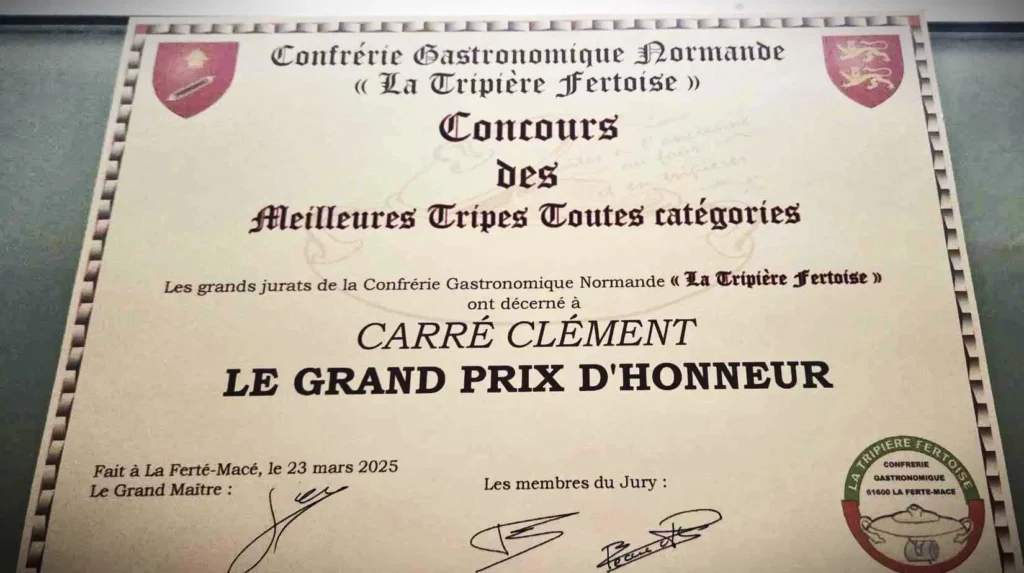 Confrérie Gastronomique Normande
« La Tripière Fertoise »
Concours
des
Meilleures Tripes Toutes catégories
Les grands jurats de la Confrérie Gastronomique Normande « La Tripière Fertoise »
ont décerné à
CARRÉ CLÉMENT
LE GRAND PRIX D'HONNEUR
Fait à La Ferté-Macé, le 23 mars 2025
Le Grand Maître :
Les membres du Jury :
LA TRIPIÈRE FERTOISE
CONFRERIE
GASTRONOMIQUE
61600 LA FERTE-MACE